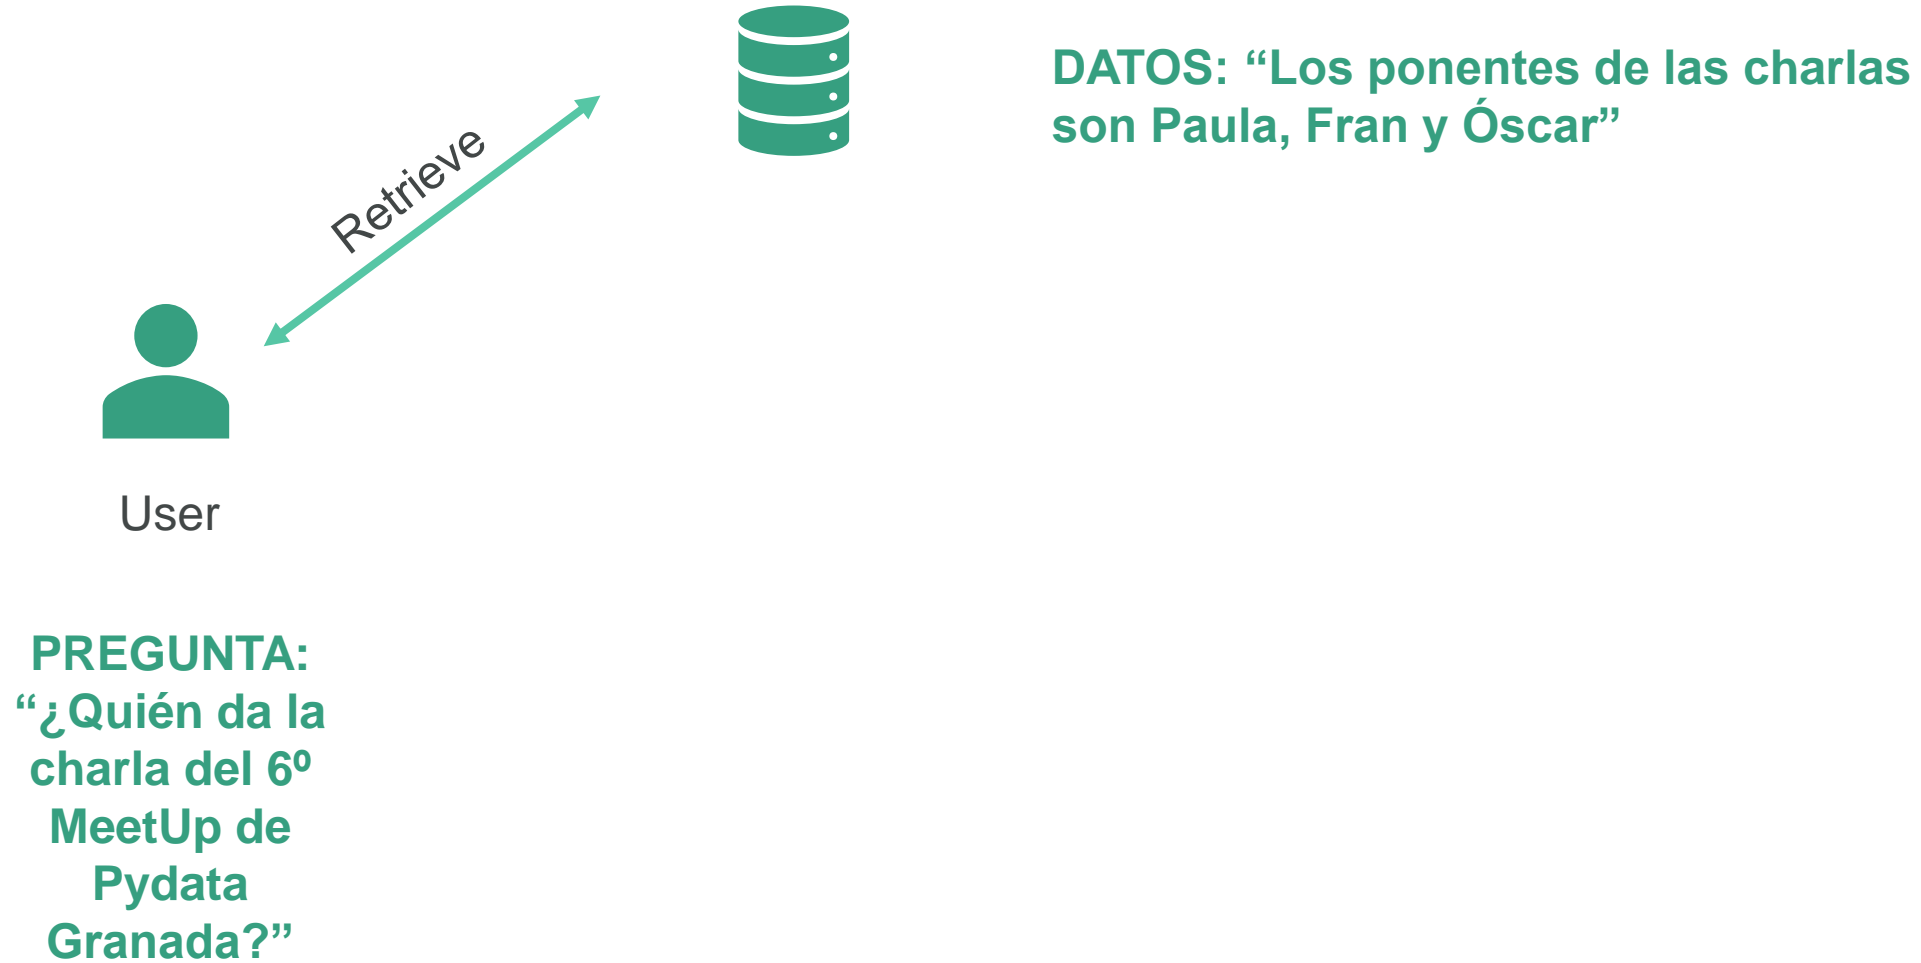 DATOS: “Los ponentes de las charlas
son Paula, Fran y Óscar”
Retrieve
User
PREGUNTA:
“¿Quién da la
charla del 6º
MeetUp de
Pydata
Granada?”